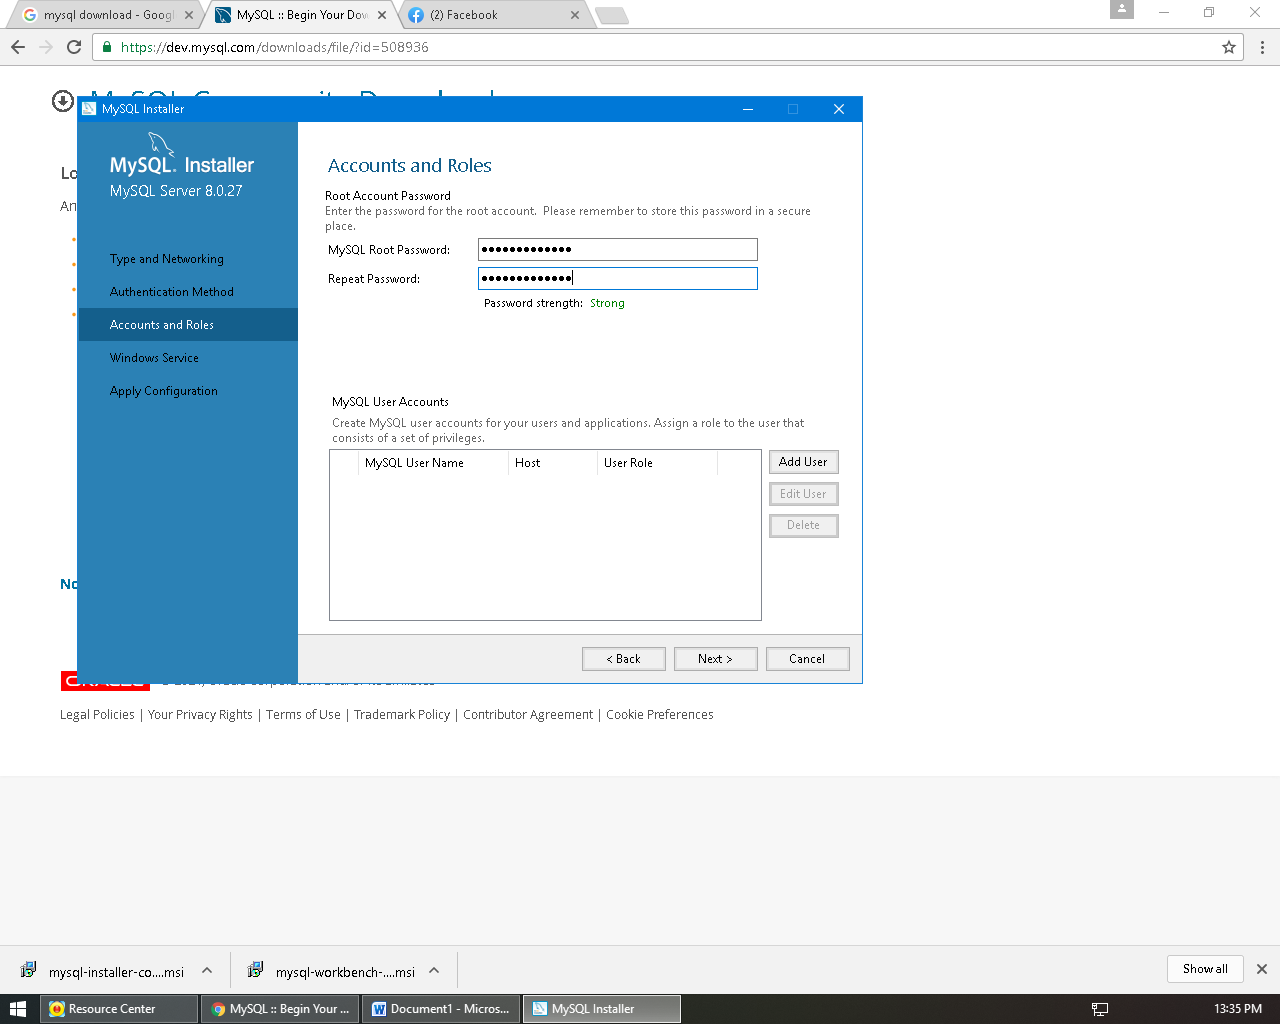 mysql download - Googl
MySQL :: Begin Your Dow
(2) Facebook
https://dev.mysql.com/downloads/file/?id=508936
MySQL Installer
MySQL Installer
MySQL Server 8.0.27
Type and Networking
Authentication Method
Accounts and Roles
Windows Service
Apply Configuration
Accounts and Roles
Root Account Password
Enter the password for the root account. Please remember to store this password in a secure
place.
MySQL Root Password: •••••••••••••
Repeat Password: •••••••••••••
Password strength: Strong
MySQL User Accounts
Create MySQL user accounts for your users and applications. Assign a role to the user that
consists of a set of privileges.
MySQL User Name Host User Role
Add User
Edit User
Delete
< Back Next > Cancel
Legal Policies | Your Privacy Rights | Terms of Use | Trademark Policy | Contributor Agreement | Cookie Preferences
mysql-installer-co....msi mysql-workbench-....msi Show all
Resource Center MySQL :: Begin Your ... Document1 - Micros... MySQL Installer 13:35 PM